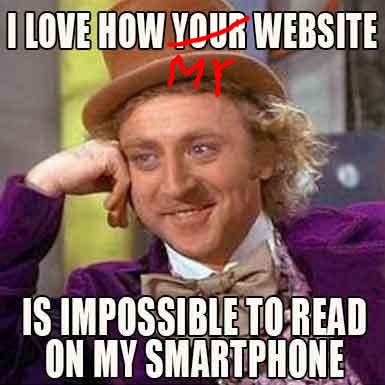 I LOVE HOW YOUR WEBSITE
MY
IS IMPOSSIBLE TO READ
ON MY SMARTPHONE